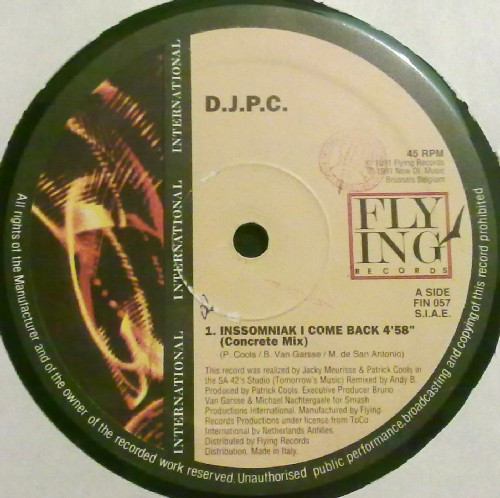 INTERNATIONAL
INTERNATIONAL
INTERNATIONAL
D.J.P.C.
45 RPM
℗ 1991 Flying Records
© 1991 New DL Music
Brussels Belgium
FLY
ING
RECORDS
A SIDE
FIN 057
S.I.A.E.
1. INSSOMNIAK I COME BACK 4'58"
(Concrete Mix)
(P. Cools / B. Van Garsse / M. de San Antonio)
This record was realized by Jacky Meurisse & Patrick Cools in
the SA 42's Studio (Tomorrow's Music) Remixed by Andy B.
Produced by Patrick Cools. Executive Producer Bruno
Van Garsse & Michael Nachtergaele for Smash
Productions International. Manufactured by Flying
Records Productions under license from ToCo
International bv Netherlands Antilles.
Distributed by Flying Records
Distribution. Made in Italy.
All rights of the Manufacturer and of the owner of the recorded work reserved. Unauthorised public performance, broadcasting and copying of this record prohibited